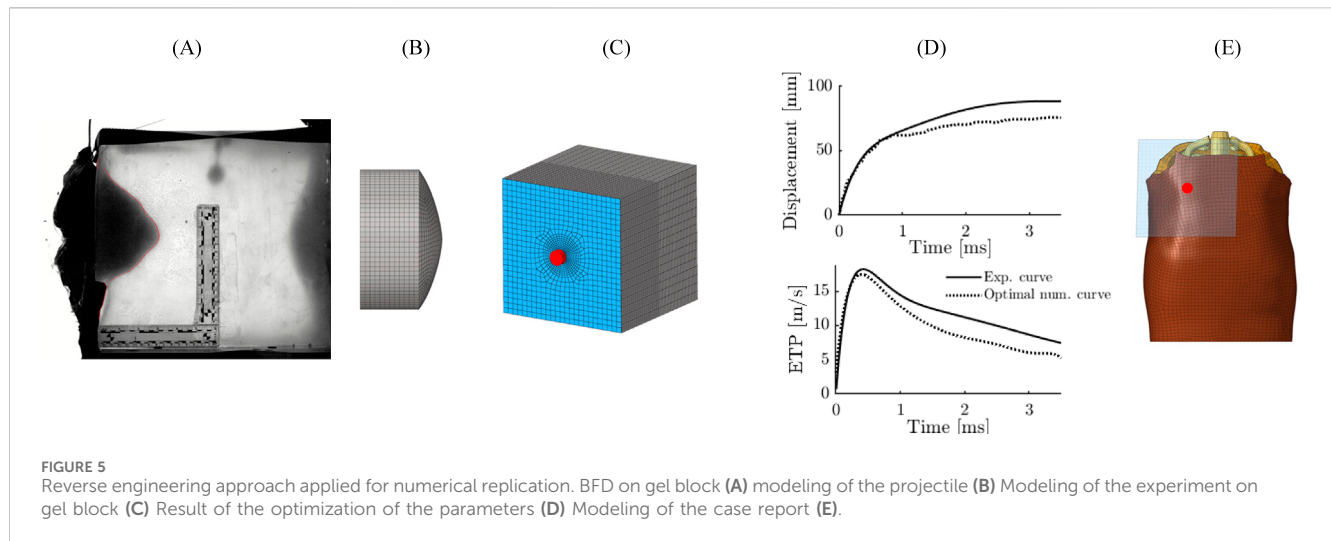 (A)
(B)
(C)
(D)
(E)
Displacement [mm]
100
50
0
0
1
2
3
Time [ms]
ETP [m/s]
15
10
5
0
Exp. curve
Optimal num. curve
0
1
2
3
Time [ms]
FIGURE 5
Reverse engineering approach applied for numerical replication. BFD on gel block (A) modeling of the projectile (B) Modeling of the experiment on
gel block (C) Result of the optimization of the parameters (D) Modeling of the case report (E).